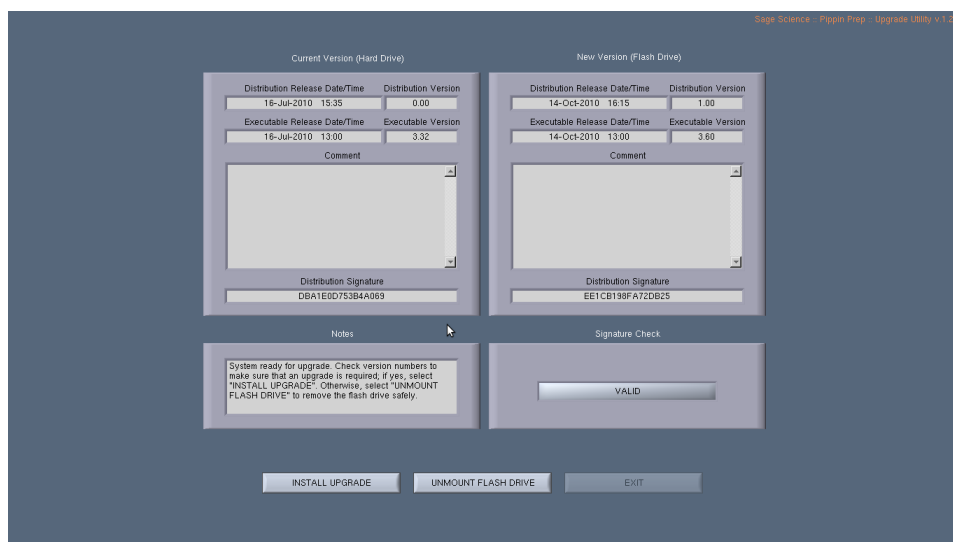 Sage Science :: Pippin Prep :: Upgrade Utility v.1.2
Current Version (Hard Drive)
Distribution Release Date/Time Distribution Version
16-Jul-2010 15:35 0.00
Executable Release Date/Time Executable Version
16-Jul-2010 13:00 3.32
Comment
Distribution Signature
DBA1E0D753B4A069
New Version (Flash Drive)
Distribution Release Date/Time Distribution Version
14-Oct-2010 16:15 1.00
Executable Release Date/Time Executable Version
14-Oct-2010 13:00 3.60
Comment
Distribution Signature
EE1CB198FA72DB25
Notes
System ready for upgrade. Check version numbers to
make sure that an upgrade is required; if yes, select
"INSTALL UPGRADE". Otherwise, select "UNMOUNT
FLASH DRIVE" to remove the flash drive safely.
Signature Check
VALID
INSTALL UPGRADE
UNMOUNT FLASH DRIVE
EXIT